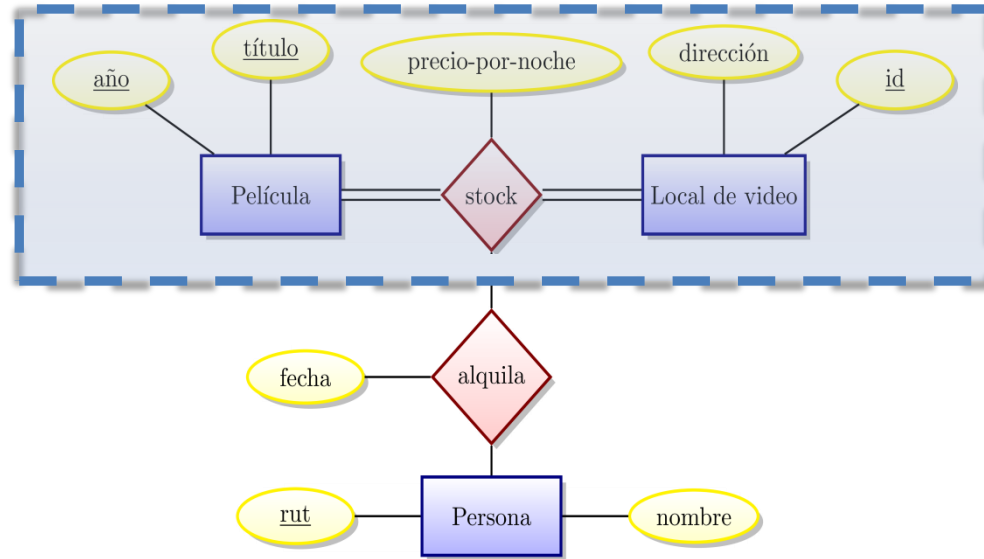 título
precio-por-noche
dirección
año
id
Película
stock
Local de video
fecha
alquila
rut
Persona
nombre